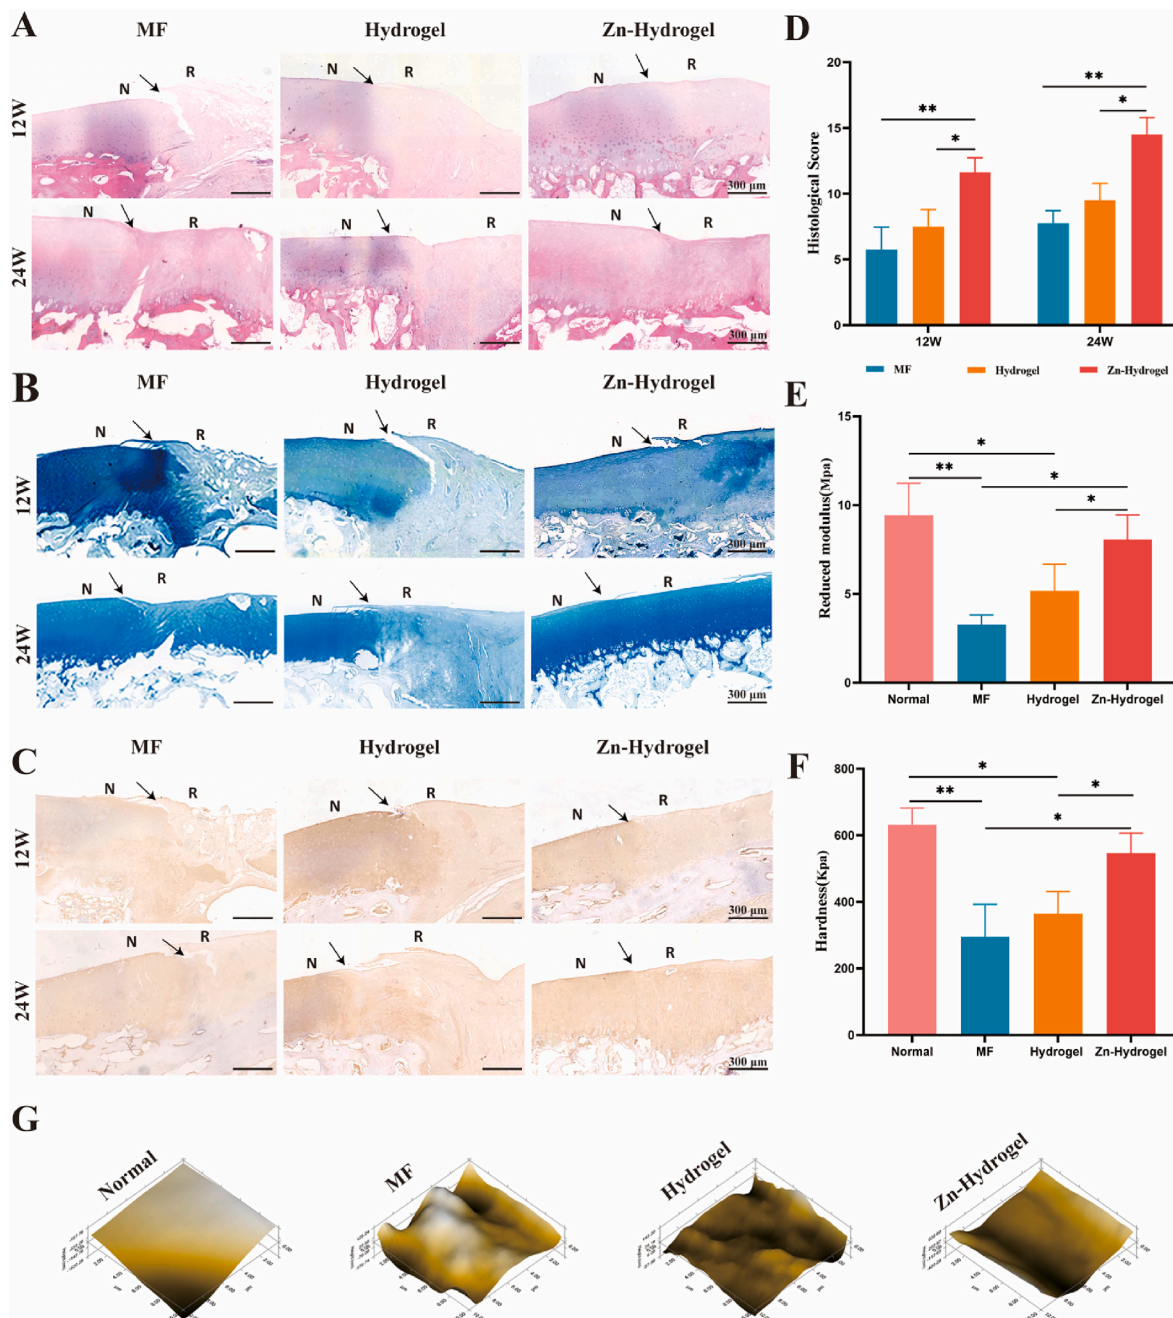 A
MF
Hydrogel
Zn-Hydrogel
12W
N
R
N
R
N
R
300 μm
24W
N
R
N
R
N
R
300 μm
B
MF
Hydrogel
Zn-Hydrogel
12W
N
R
N
R
N
R
300 μm
24W
N
R
N
R
N
R
300 μm
C
MF
Hydrogel
Zn-Hydrogel
12W
N
R
N
R
N
R
300 μm
24W
N
R
N
R
N
R
300 μm
D
Histological Score
20
15
10
5
0
**
*
**
*
12W
24W
MF
Hydrogel
Zn-Hydrogel
E
Reduced modulus(Mpa)
15
10
5
0
*
**
*
*
Normal
MF
Hydrogel
Zn-Hydrogel
F
Hardness(Kpa)
800
600
400
200
0
*
**
*
*
Normal
MF
Hydrogel
Zn-Hydrogel
G
Normal
MF
Hydrogel
Zn-Hydrogel